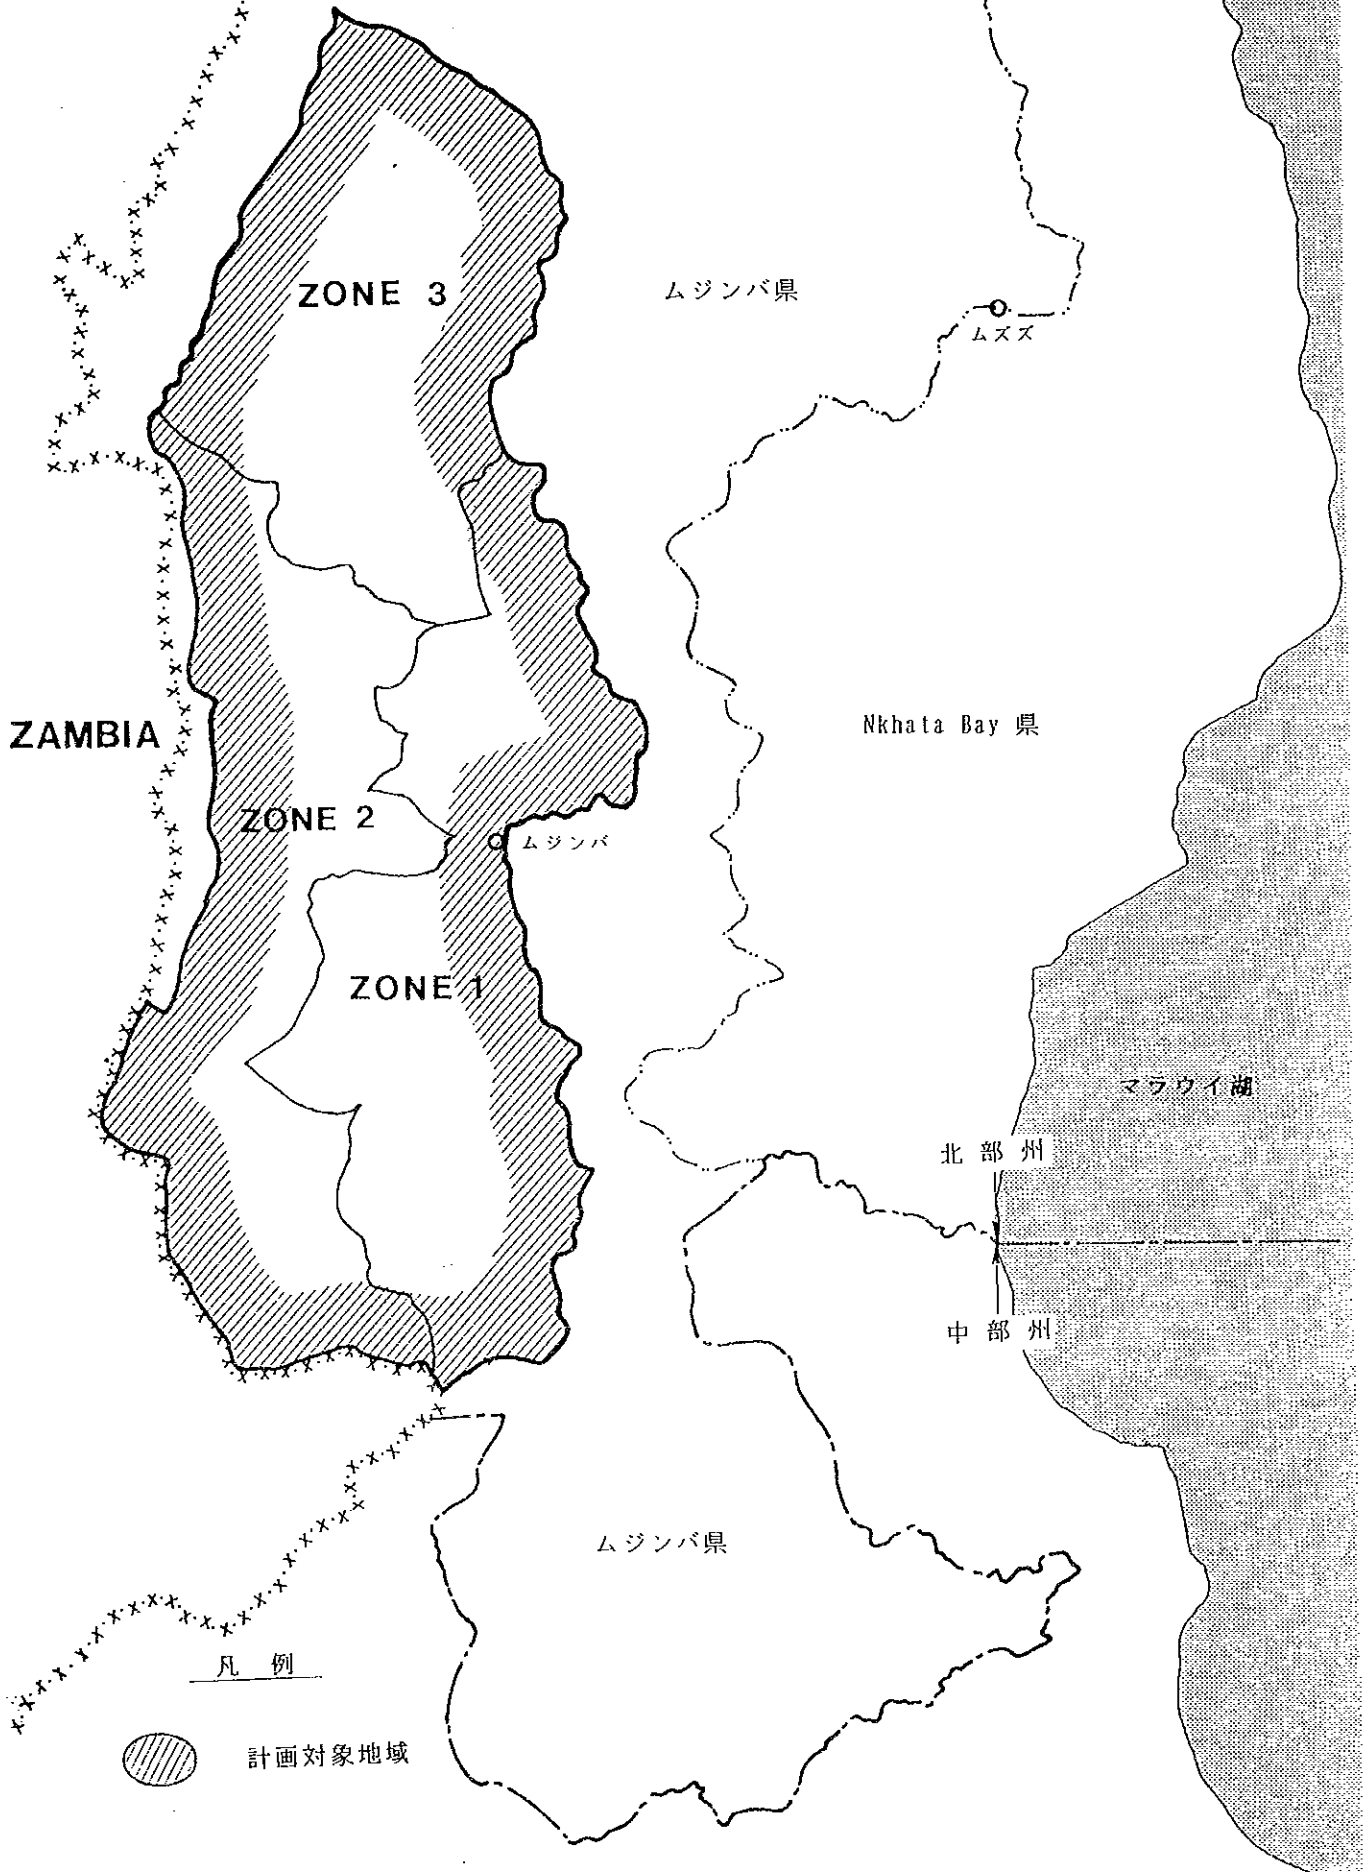 ZONE 3
ムジンバ県
ムズズ
ZAMBIA
Nkhata Bay 県
ZONE 2
ムジンバ
ZONE 1
マラウイ湖
北部州
中部州
ムジンバ県
凡例
計画対象地域